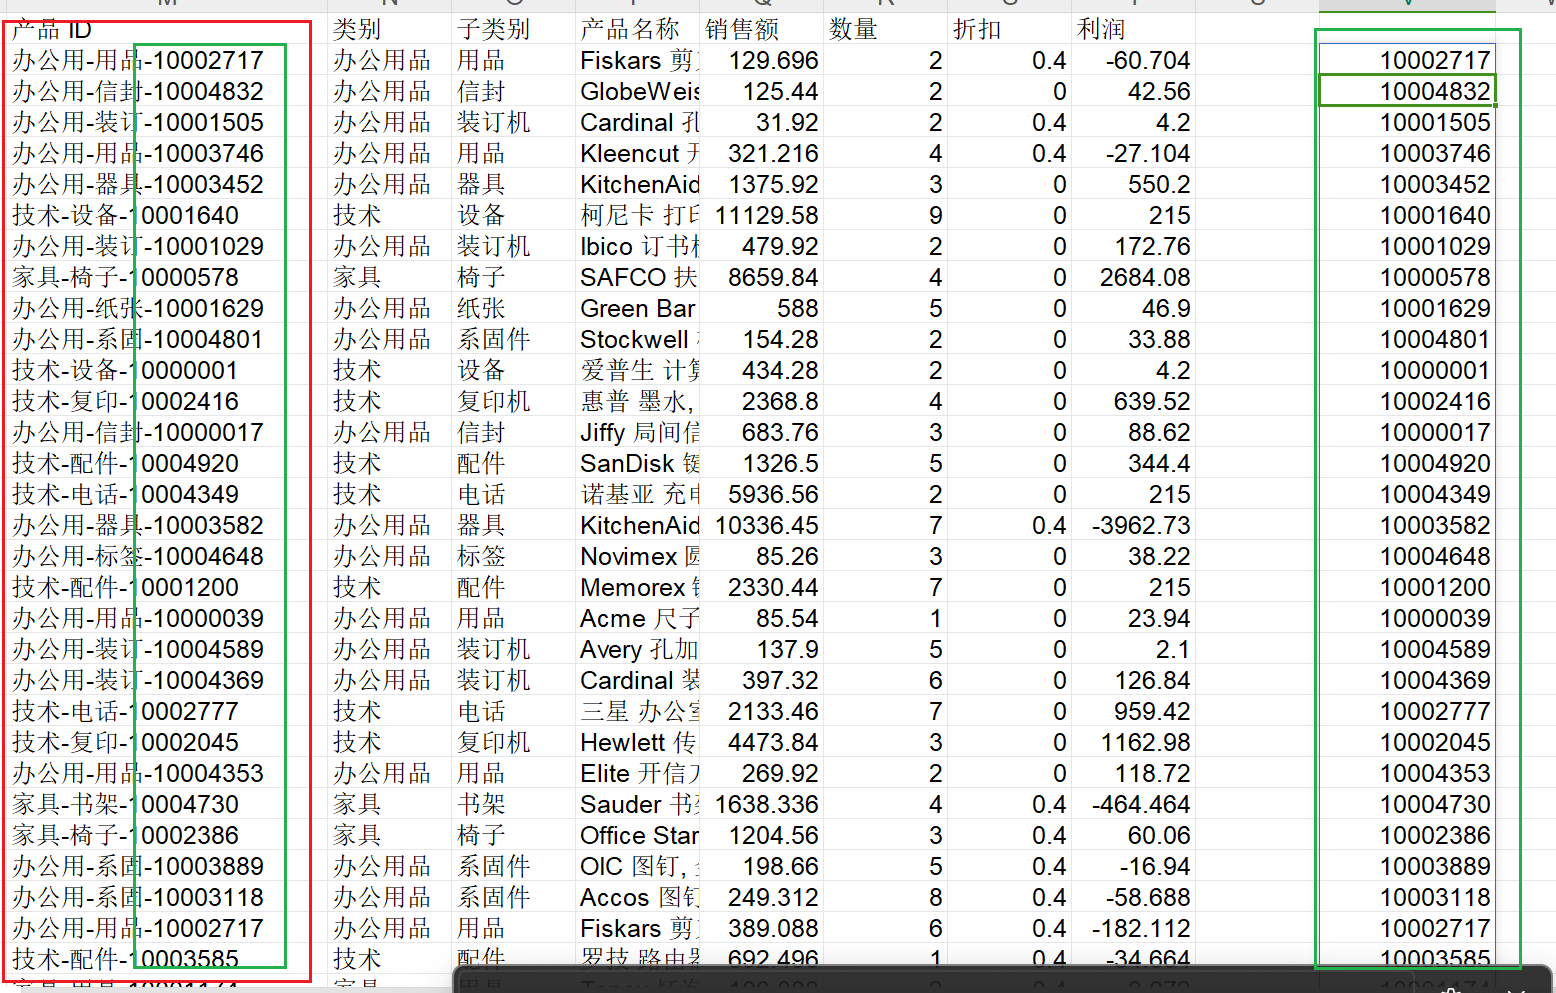 产品 ID 类别 子类别 产品名称 销售额 数量 折扣 利润
办公用-用品-10002717 办公用品 用品 Fiskars 剪 129.696 2 0.4 -60.704 10002717
办公用-信封-10004832 办公用品 信封 GlobeWeis 125.44 2 0 42.56 10004832
办公用-装订-10001505 办公用品 装订机 Cardinal 孔 31.92 2 0.4 4.2 10001505
办公用-用品-10003746 办公用品 用品 Kleencut 开 321.216 4 0.4 -27.104 10003746
办公用-器具-10003452 办公用品 器具 KitchenAid 1375.92 3 0 550.2 10003452
技术-设备-10001640 技术 设备 柯尼卡 打印 11129.58 9 0 215 10001640
办公用-装订-10001029 办公用品 装订机 Ibico 订书机 479.92 2 0 172.76 10001029
家具-椅子-10000578 家具 椅子 SAFCO 扶 8659.84 4 0 2684.08 10000578
办公用-纸张-10001629 办公用品 纸张 Green Bar 588 5 0 46.9 10001629
办公用-系固-10004801 办公用品 系固件 Stockwell 154.28 2 0 33.88 10004801
技术-设备-10000001 技术 设备 爱普生 计算 434.28 2 0 4.2 10000001
技术-复印-10002416 技术 复印机 惠普 墨水, 2368.8 4 0 639.52 10002416
办公用-信封-10000017 办公用品 信封 Jiffy 局间信 683.76 3 0 88.62 10000017
技术-配件-10004920 技术 配件 SanDisk 键 1326.5 5 0 344.4 10004920
技术-电话-10004349 技术 电话 诺基亚 充电 5936.56 2 0 215 10004349
办公用-器具-10003582 办公用品 器具 KitchenAid 10336.45 7 0.4 -3962.73 10003582
办公用-标签-10004648 办公用品 标签 Novimex 圆 85.26 3 0 38.22 10004648
技术-配件-10001200 技术 配件 Memorex 键 2330.44 7 0 215 10001200
办公用-用品-10000039 办公用品 用品 Acme 尺子 85.54 1 0 23.94 10000039
办公用-装订-10004589 办公用品 装订机 Avery 孔加 137.9 5 0 2.1 10004589
办公用-装订-10004369 办公用品 装订机 Cardinal 装 397.32 6 0 126.84 10004369
技术-电话-10002777 技术 电话 三星 办公室 2133.46 7 0 959.42 10002777
技术-复印-10002045 技术 复印机 Hewlett 传 4473.84 3 0 1162.98 10002045
办公用-用品-10004353 办公用品 用品 Elite 开信刀 269.92 2 0 118.72 10004353
家具-书架-10004730 家具 书架 Sauder 书架 1638.336 4 0.4 -464.464 10004730
家具-椅子-10002386 家具 椅子 Office Star 1204.56 3 0.4 60.06 10002386
办公用-系固-10003889 办公用品 系固件 OIC 图钉, 198.66 5 0.4 -16.94 10003889
办公用-系固-10003118 办公用品 系固件 Accos 图钉 249.312 8 0.4 -58.688 10003118
办公用-用品-10002717 办公用品 用品 Fiskars 剪 389.088 6 0.4 -182.112 10002717
技术-配件-10003585 技术 配件 罗技 路由器 692.496 1 0.4 -34.664 10003585